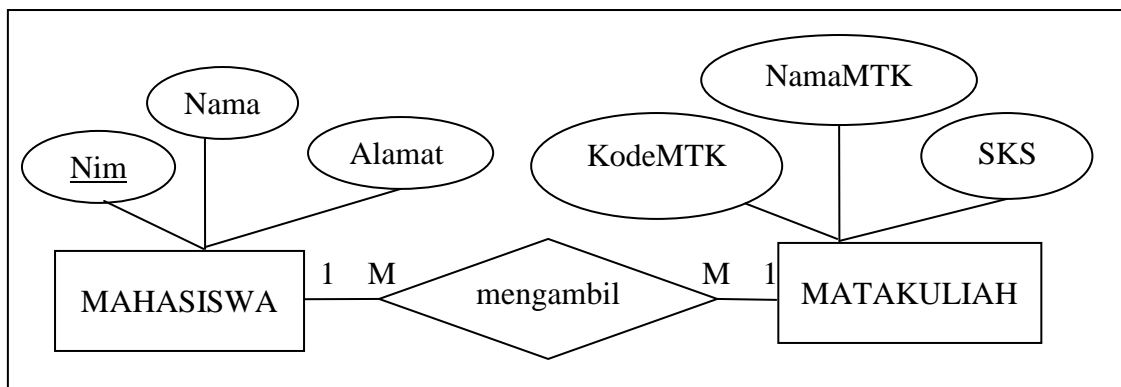 NamaMTK
Nama
Alamat
KodeMTK
SKS
Nim
1 M
M 1
MAHASISWA
mengambil
MATAKULIAH